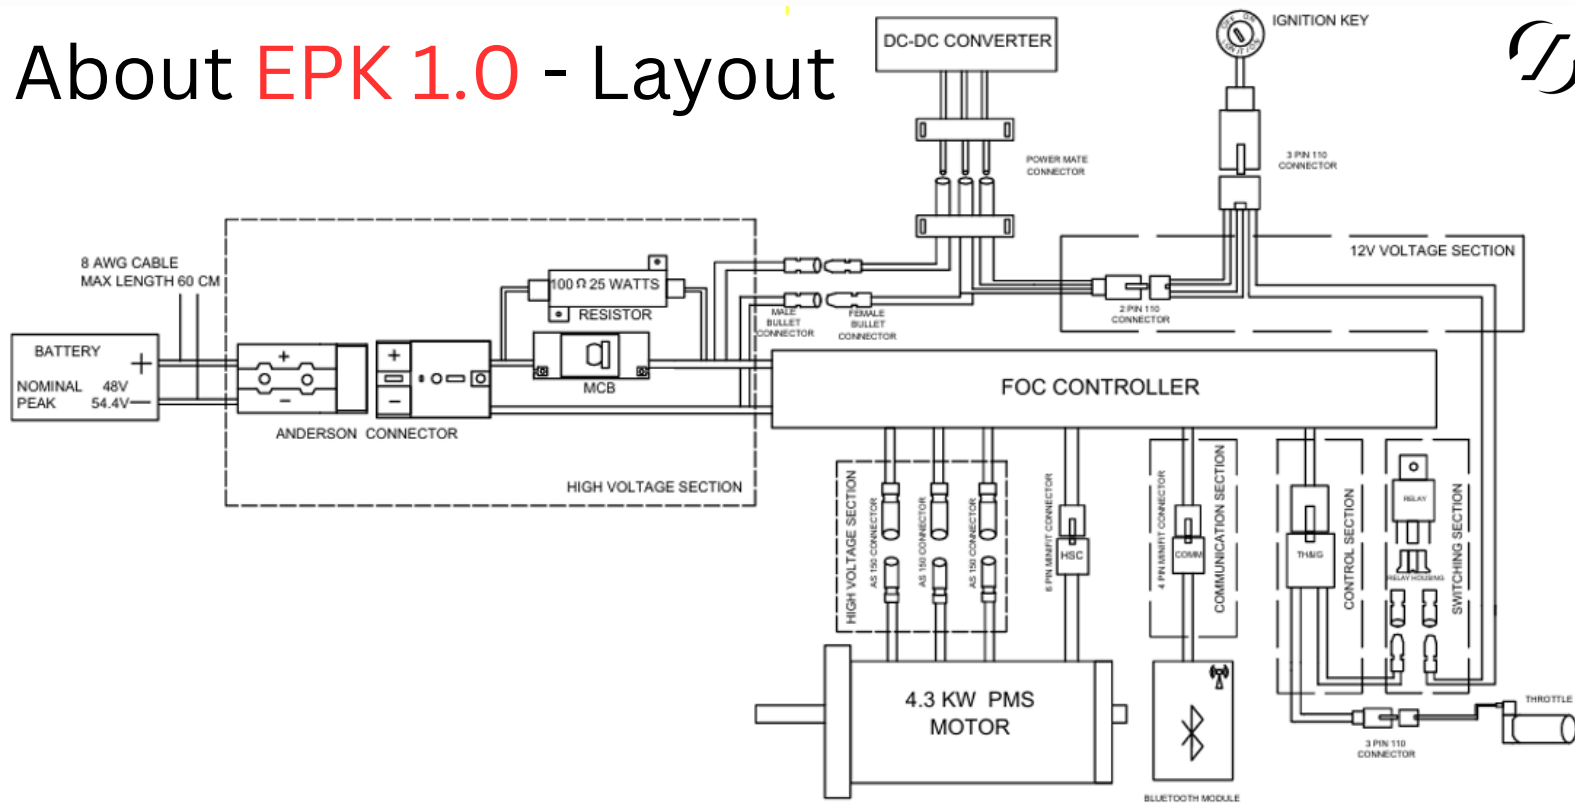 About EPK 1.0 - Layout
DC-DC CONVERTER
OFF
ON
IGNITION
IGNITION KEY
POWER MATE
CONNECTOR
3 PIN 110
CONNECTOR
12V VOLTAGE SECTION
2 PIN 110
CONNECTOR
8 AWG CABLE
MAX LENGTH 60 CM
100 Ω 25 WATTS
RESISTOR
MALE
BULLET
CONNECTOR
FEMALE
BULLET
CONNECTOR
BATTERY
+
NOMINAL 48V
PEAK 54.4V
+
−
+
−
MCB
ANDERSON CONNECTOR
HIGH VOLTAGE SECTION
FOC CONTROLLER
HIGH VOLTAGE SECTION
AS 150 CONNECTOR
AS 150 CONNECTOR
AS 150 CONNECTOR
6 PIN MINIFIT CONNECTOR
HSC
4 PIN MINIFIT CONNECTOR
COMM
COMMUNICATION SECTION
TH&IG
CONTROL SECTION
RELAY
RELAY HOUSING
SWITCHING SECTION
4.3 KW PMS
MOTOR
BLUETOOTH MODULE
3 PIN 110
CONNECTOR
THROTTLE